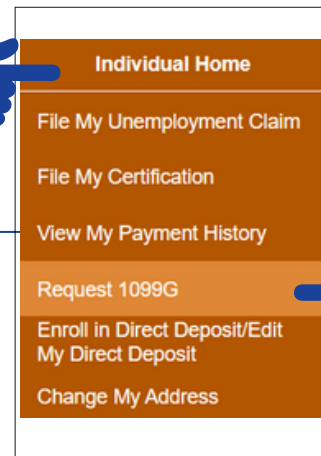 Individual Home
File My Unemployment Claim
File My Certification
View My Payment History
Request 1099G
Enroll in Direct Deposit/Edit
My Direct Deposit
Change My Address